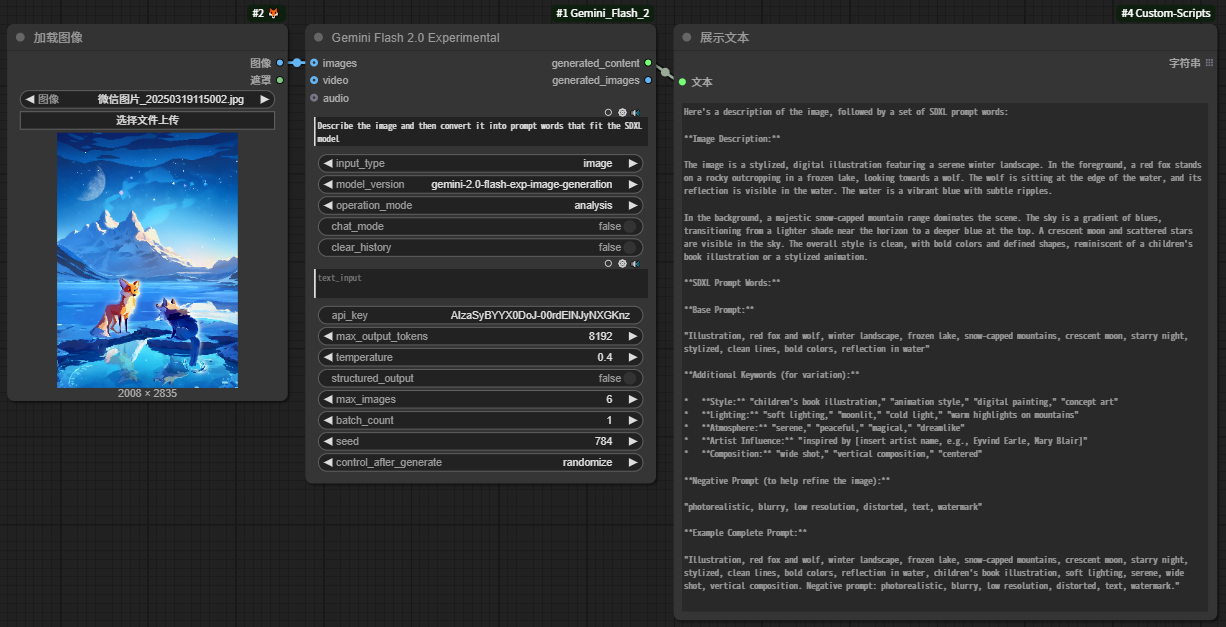 #2 🦊
加载图像
图像
遮罩
图像 微信图片_20250319115002.jpg
选择文件上传
2008 × 2835
#1 Gemini_Flash_2
Gemini Flash 2.0 Experimental
images generated_content
video generated_images
audio
Describe the image and then convert it into prompt words that fit the SDXL
model
input_type image
model_version gemini-2.0-flash-exp-image-generation
operation_mode analysis
chat_mode false
clear_history false
text_input
api_key
max_output_tokens 8192
temperature 0.4
structured_output false
max_images 6
batch_count 1
seed 784
control_after_generate randomize
#4 Custom-Scripts
展示文本
字符串
文本
Here's a description of the image, followed by a set of SDXL prompt words:
**Image Description:**
The image is a stylized, digital illustration featuring a serene winter landscape. In the foreground, a red fox stands
on a rocky outcropping in a frozen lake, looking towards a wolf. The wolf is sitting at the edge of the water, and its
reflection is visible in the water. The water is a vibrant blue with subtle ripples.
In the background, a majestic snow-capped mountain range dominates the scene. The sky is a gradient of blues,
transitioning from a lighter shade near the horizon to a deeper blue at the top. A crescent moon and scattered stars
are visible in the sky. The overall style is clean, with bold colors and defined shapes, reminiscent of a children's
book illustration or a stylized animation.
**SDXL Prompt Words:**
**Base Prompt:**
"Illustration, red fox and wolf, winter landscape, frozen lake, snow-capped mountains, crescent moon, starry night,
stylized, clean lines, bold colors, reflection in water"
**Additional Keywords (for variation):**
* **Style:** "children's book illustration," "animation style," "digital painting," "concept art"
* **Lighting:** "soft lighting," "moonlit," "cold light," "warm highlights on mountains"
* **Atmosphere:** "serene," "peaceful," "magical," "dreamlike"
* **Artist Influence:** "inspired by [insert artist name, e.g., Eyvind Earle, Mary Blair]"
* **Composition:** "wide shot," "vertical composition," "centered"
**Negative Prompt (to help refine the image):**
"photorealistic, blurry, low resolution, distorted, text, watermark"
**Example Complete Prompt:**
"Illustration, red fox and wolf, winter landscape, frozen lake, snow-capped mountains, crescent moon, starry night,
stylized, clean lines, bold colors, reflection in water, children's book illustration, soft lighting, serene, wide
shot, vertical composition. Negative prompt: photorealistic, blurry, low resolution, distorted, text, watermark."